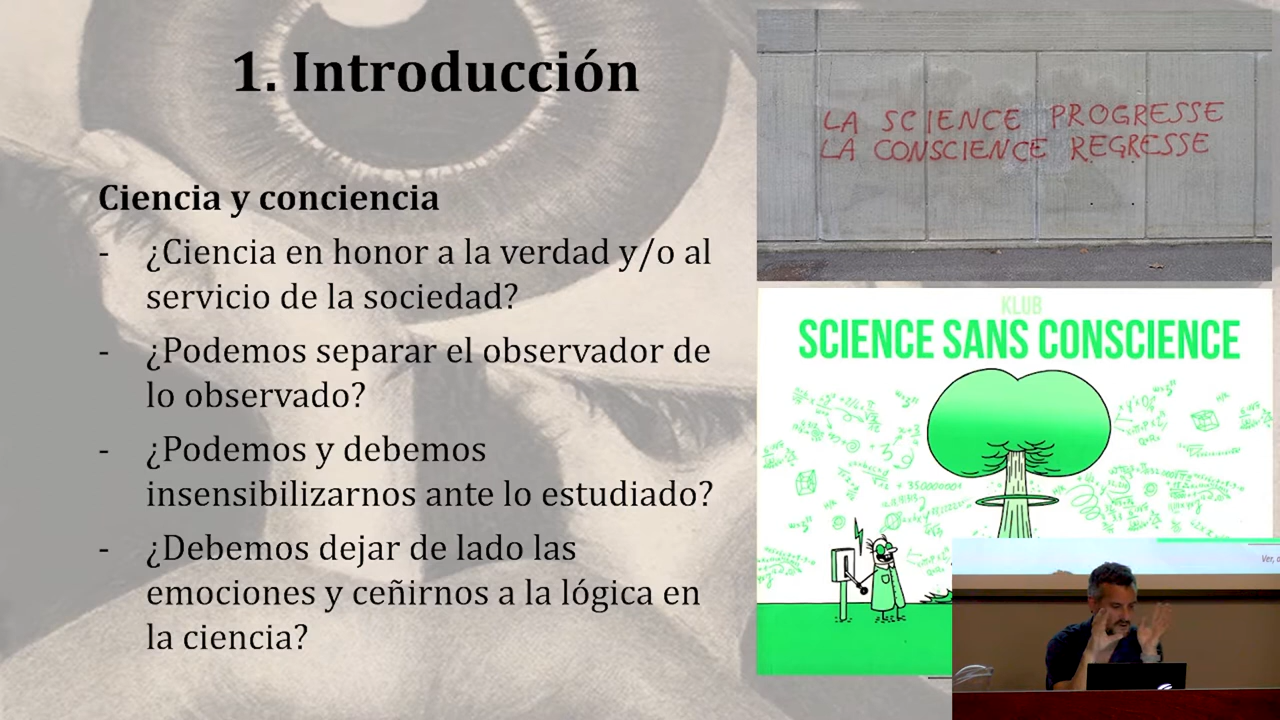 1. Introducción
Ciencia y conciencia
- ¿Ciencia en honor a la verdad y/o al
servicio de la sociedad?
- ¿Podemos separar el observador de
lo observado?
- ¿Podemos y debemos
insensibilizarnos ante lo estudiado?
- ¿Debemos dejar de lado las
emociones y ceñirnos a la lógica en
la ciencia?
LA SCIENCE PROGRESSE
LA CONSCIENCE REGRESSE
KLUB
SCIENCE SANS CONSCIENCE
Ver,